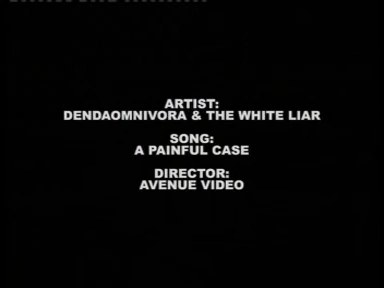 ARTIST:
DENDAOMNIVORA & THE WHITE LIAR
SONG:
A PAINFUL CASE
DIRECTOR:
AVENUE VIDEO